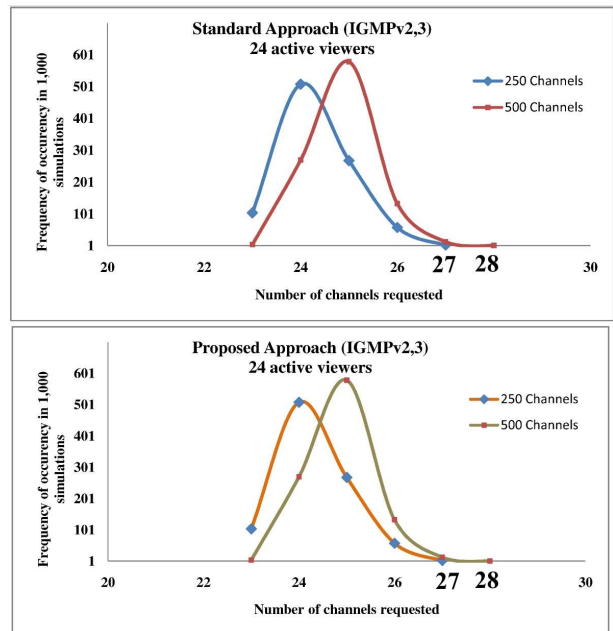 Standard Approach (IGMPv2,3)
24 active viewers
Frequency of occurency in 1,000
simulations
601
501
401
301
201
101
1
250 Channels
500 Channels
20
22
24
26
27
28
30
Number of channels requested
Proposed Approach (IGMPv2,3)
24 active viewers
Frequency of occurency in 1,000
simulations
601
501
401
301
201
101
1
250 Channels
500 Channels
20
22
24
26
27
28
30
Number of channels requested